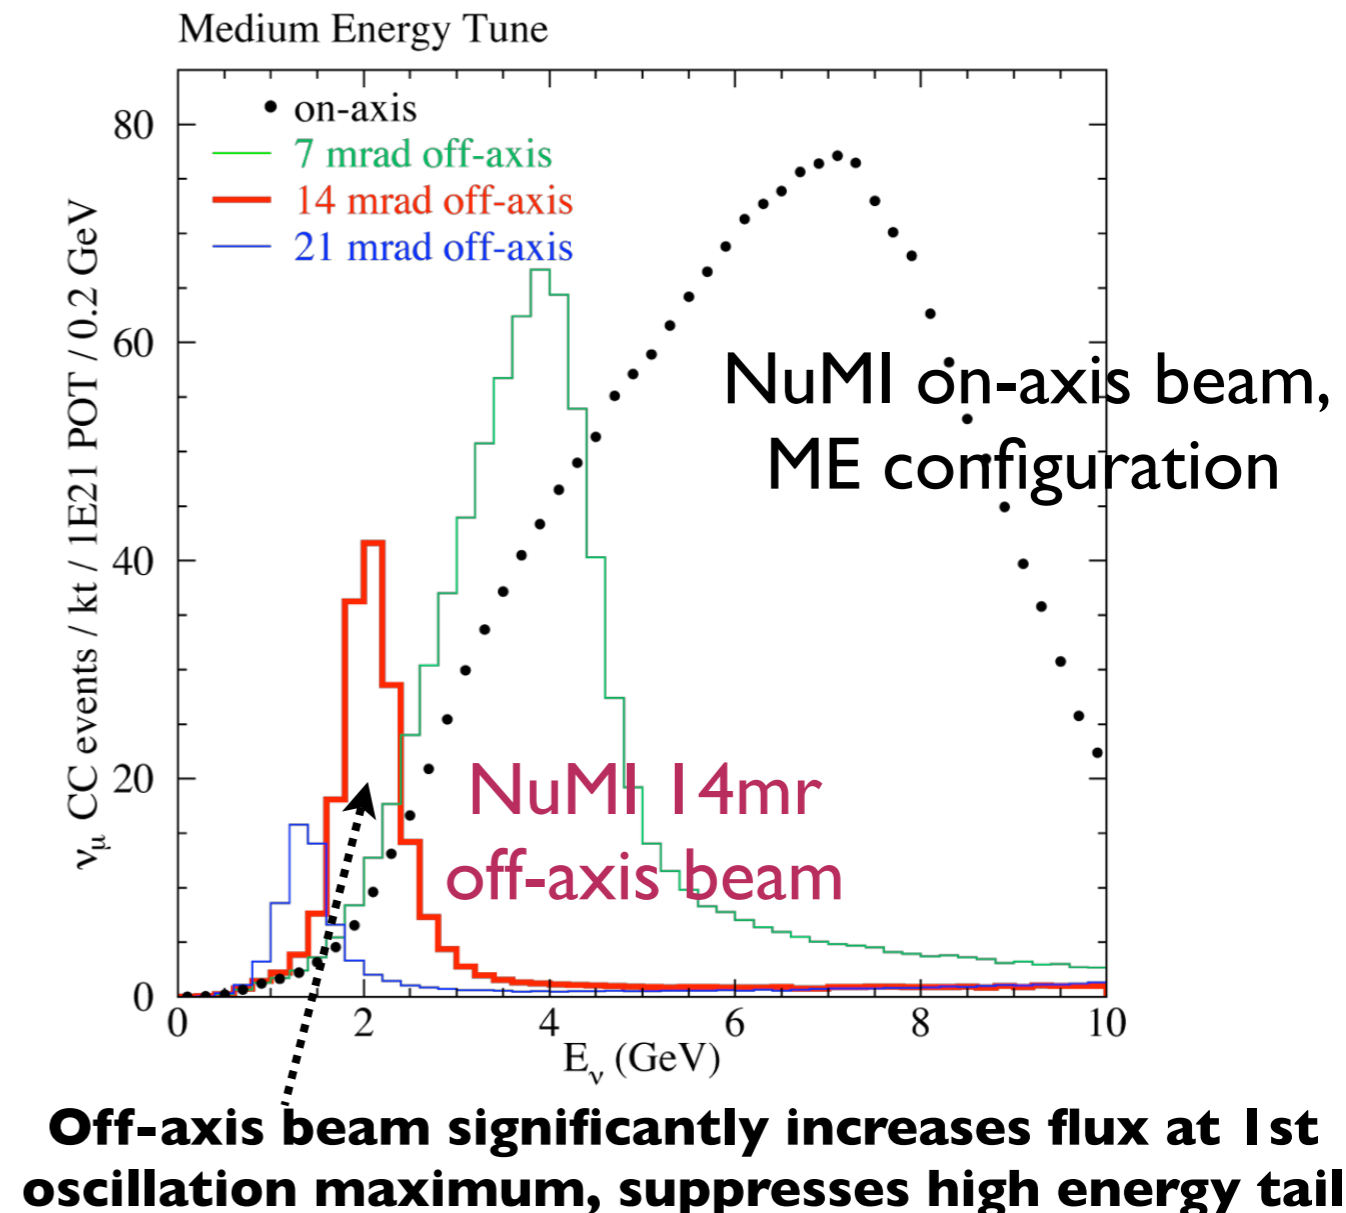 Medium Energy Tune
on-axis
7 mrad off-axis
14 mrad off-axis
21 mrad off-axis
νμ CC events / kt / 1E21 POT / 0.2 GeV
80
60
40
20
0
NuMI on-axis beam,
ME configuration
NuMI 14mr
off-axis beam
0 2 4 6 8 10
Eν (GeV)
Off-axis beam significantly increases flux at 1st
oscillation maximum, suppresses high energy tail